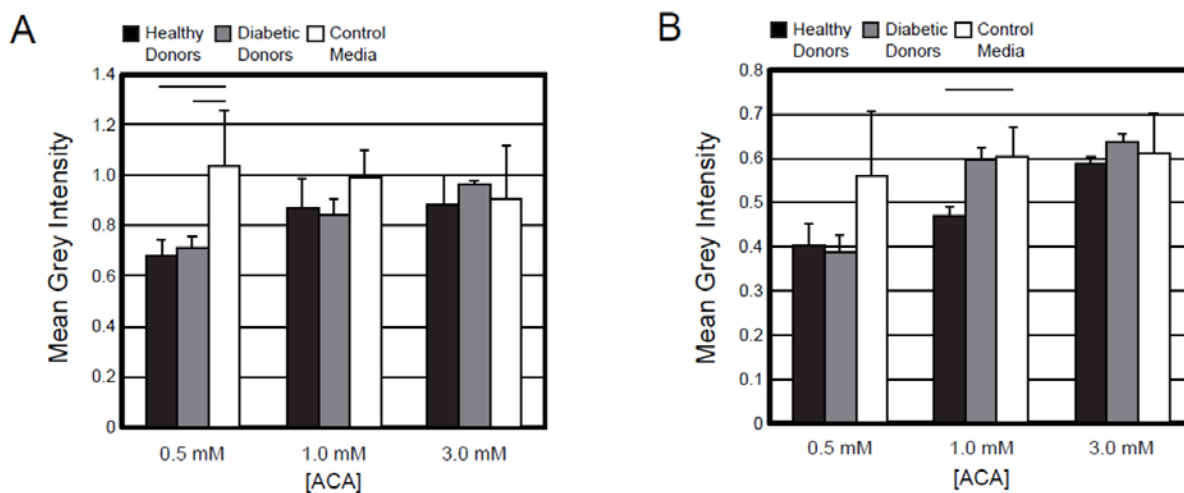 A
Healthy Donors
Diabetic Donors
Control Media
1.4
1.2
1.0
0.8
0.6
0.4
0.2
0
Mean Grey Intensity
0.5 mM
1.0 mM
3.0 mM
[ACA]
B
Healthy Donors
Diabetic Donors
Control Media
0.8
0.7
0.6
0.5
0.4
0.3
0.2
0.1
0
Mean Grey Intensity
0.5 mM
1.0 mM
3.0 mM
[ACA]